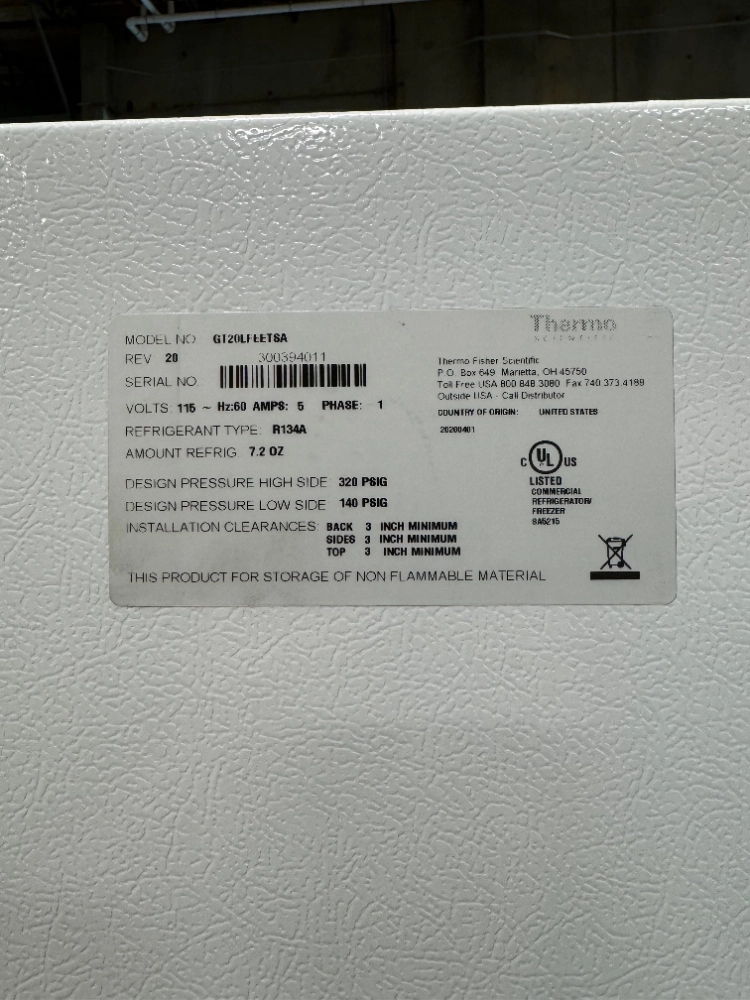 Thermo
SCIENTIFIC
MODEL NO GT20LFEETSA
REV 20 300394011
SERIAL NO.
VOLTS: 115 ~ Hz:60 AMPS: 5 PHASE: 1
REFRIGERANT TYPE: R134A
AMOUNT REFRIG. 7.2 OZ
DESIGN PRESSURE HIGH SIDE 320 PSIG
DESIGN PRESSURE LOW SIDE 140 PSIG
INSTALLATION CLEARANCES: BACK 3 INCH MINIMUM
SIDES 3 INCH MINIMUM
TOP 3 INCH MINIMUM
THIS PRODUCT FOR STORAGE OF NON FLAMMABLE MATERIAL
Thermo Fisher Scientific
P.O. Box 649 Marietta, OH 45750
Toll Free USA 800 848 3080 Fax 740 373 4189
Outside USA - Call Distributor
COUNTRY OF ORIGIN: UNITED STATES
20200401
C UL US
LISTED
COMMERCIAL
REFRIGERATOR/
FREEZER
SA5215